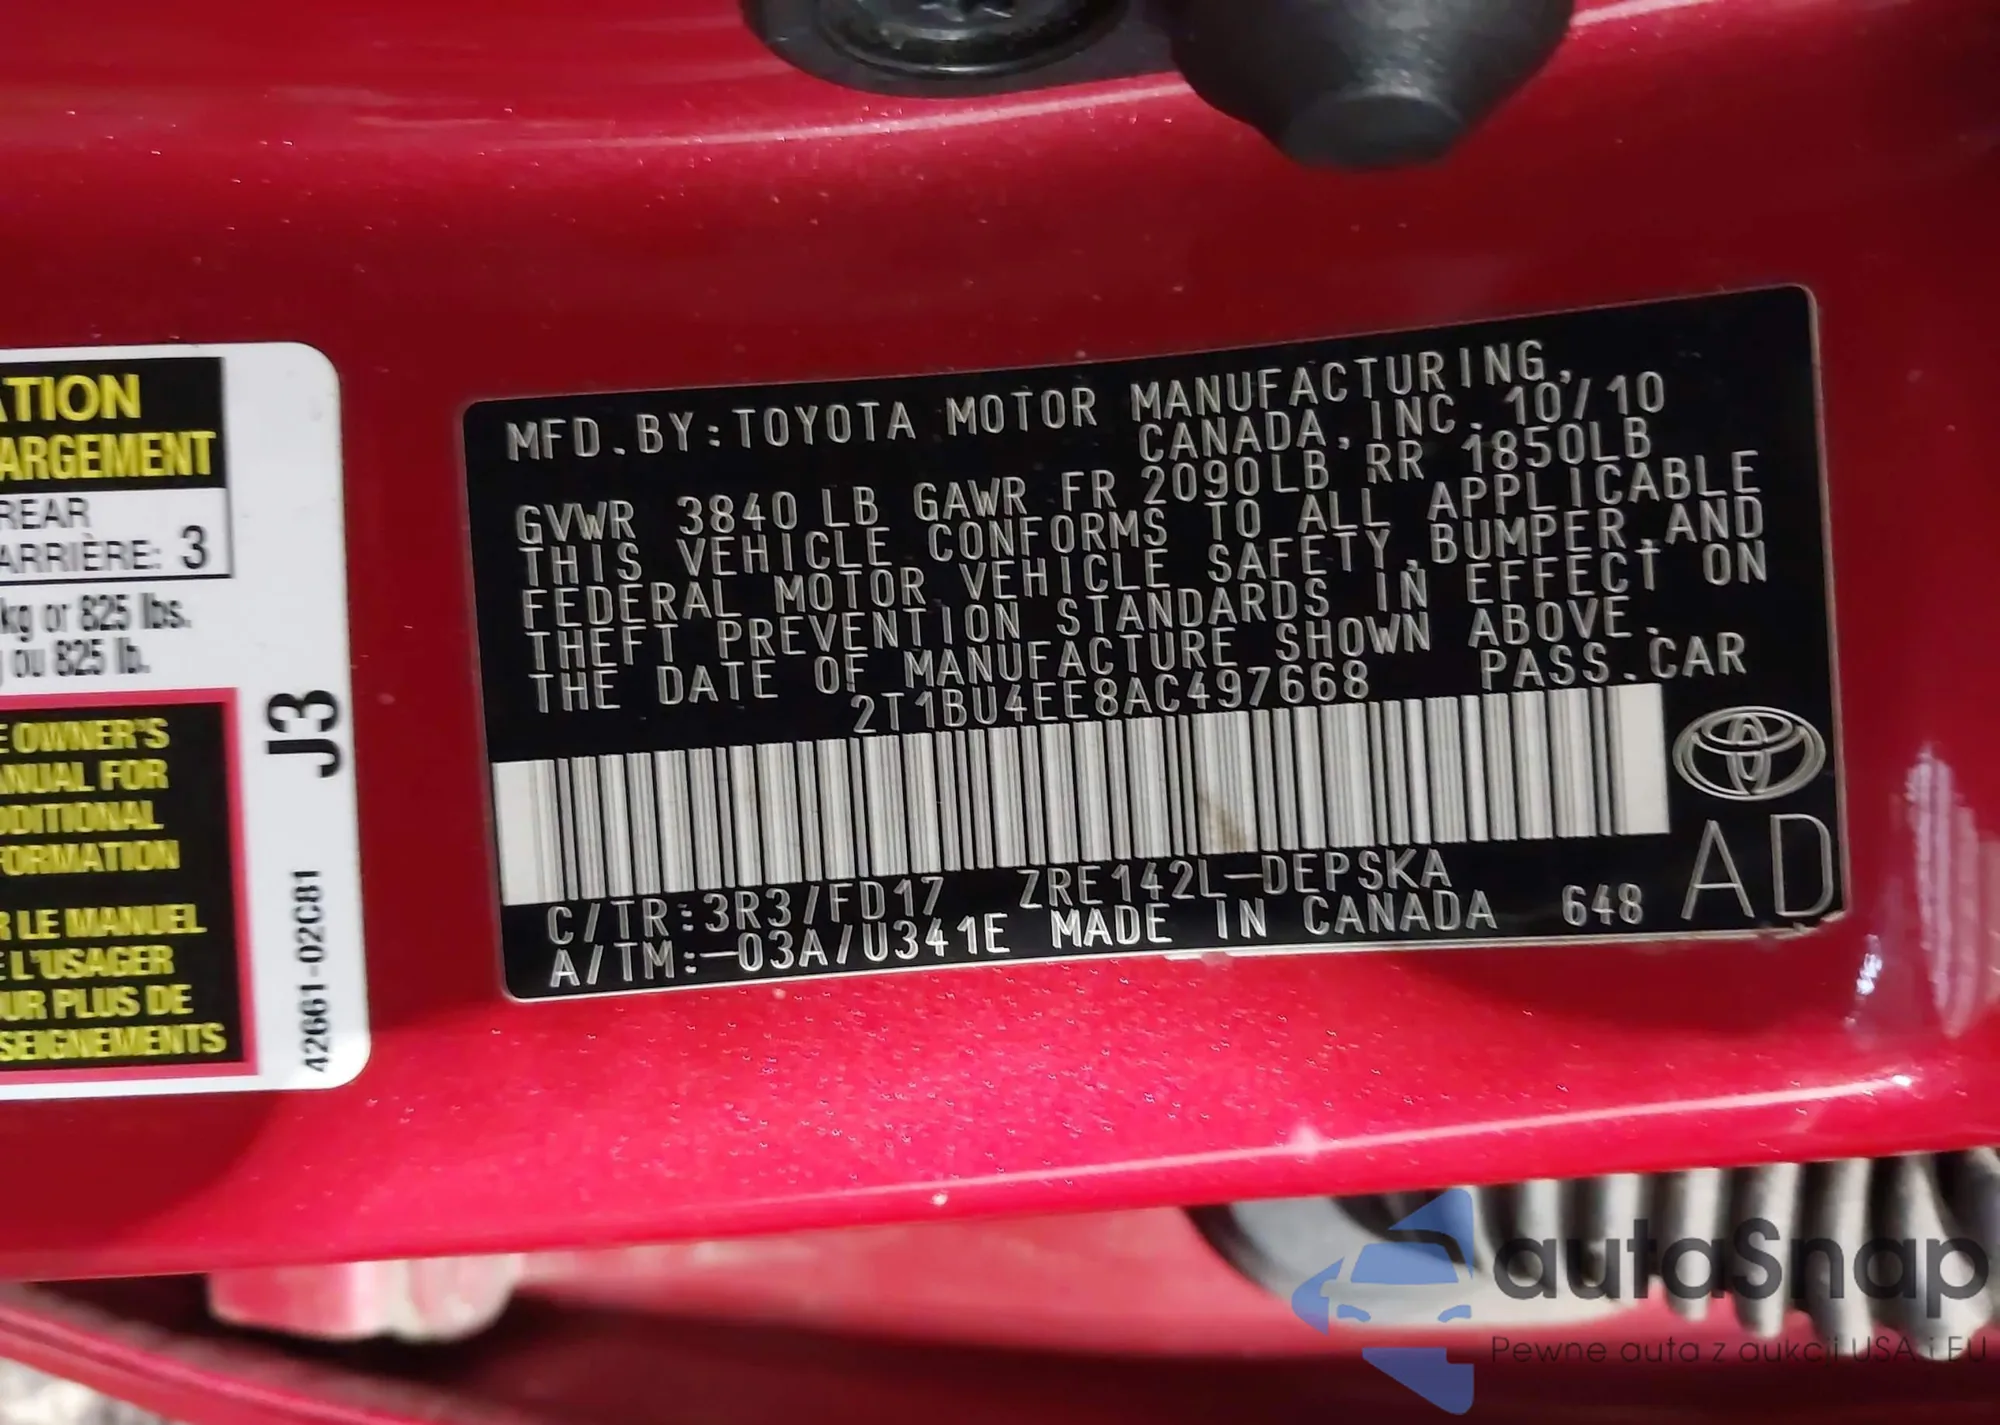 ATION
ARGEMENT
REAR
ARRIÈRE: 3
kg or 825 lbs.
ou 825 lb.
E OWNER'S
ANUAL FOR
DDITIONAL
FORMATION
R LE MANUEL
E L'USAGER
UR PLUS DE
SEIGNEMENTS
J3
42661-02C81
MFD.BY:TOYOTA MOTOR MANUFACTURING,
CANADA,INC. 10/10
GVWR 3840 LB GAWR FR 2090LB RR 1850LB
THIS VEHICLE CONFORMS TO ALL APPLICABLE
FEDERAL MOTOR VEHICLE SAFETY,BUMPER,AND
THEFT PREVENTION STANDARDS IN EFFECT ON
THE DATE OF MANUFACTURE SHOWN ABOVE.
2T1BU4EE8AC497668 PASS.CAR
C/TR:3R3/FD17 ZRE142L-DEPSKA
A/TM:-03A/U341E MADE IN CANADA 648
AD
autaSnap
Pewne auta z aukcji USA i EU